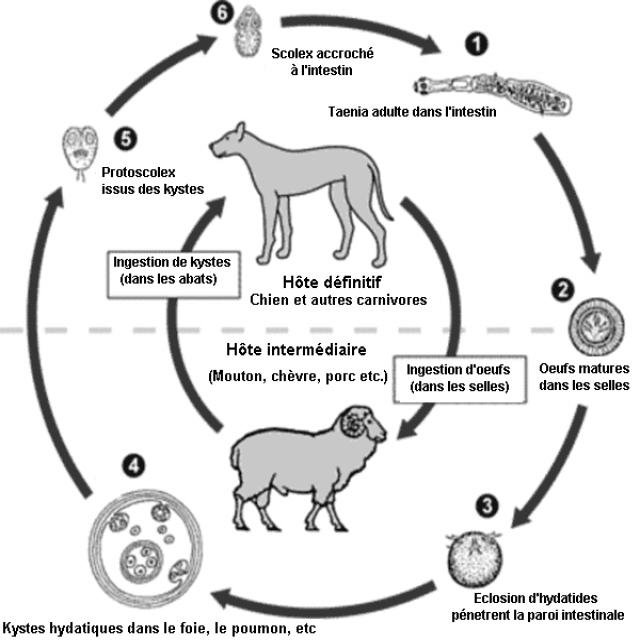 6
Scolex accroché
à l'intestin
1
Taenia adulte dans l'intestin
5
Protoscolex
issus des kystes
Ingestion de kystes
(dans les abats)
Hôte définitif
Chien et autres carnivores
2
Oeufs matures
dans les selles
Hôte intermédiaire
(Mouton, chèvre, porc etc.)
Ingestion d'oeufs
(dans les selles)
4
3
Eclosion d'hydatides
pénetrent la paroi intestinale
Kystes hydatiques dans le foie, le poumon, etc